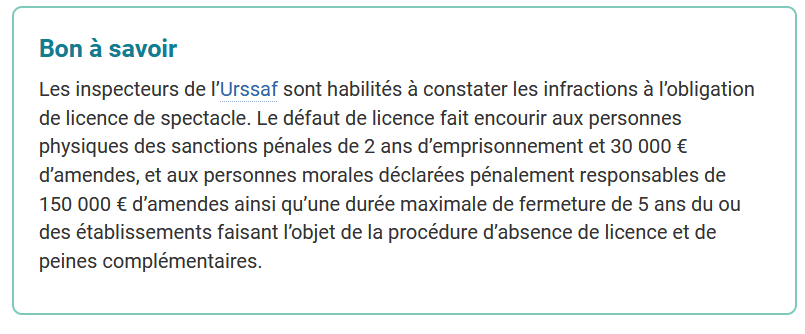 Bon à savoir
Les inspecteurs de l’Urssaf sont habilités à constater les infractions à l’obligation
de licence de spectacle. Le défaut de licence fait encourir aux personnes
physiques des sanctions pénales de 2 ans d’emprisonnement et 30 000 €
d’amendes, et aux personnes morales déclarées pénalement responsables de
150 000 € d’amendes ainsi qu’une durée maximale de fermeture de 5 ans du ou
des établissements faisant l’objet de la procédure d’absence de licence et de
peines complémentaires.